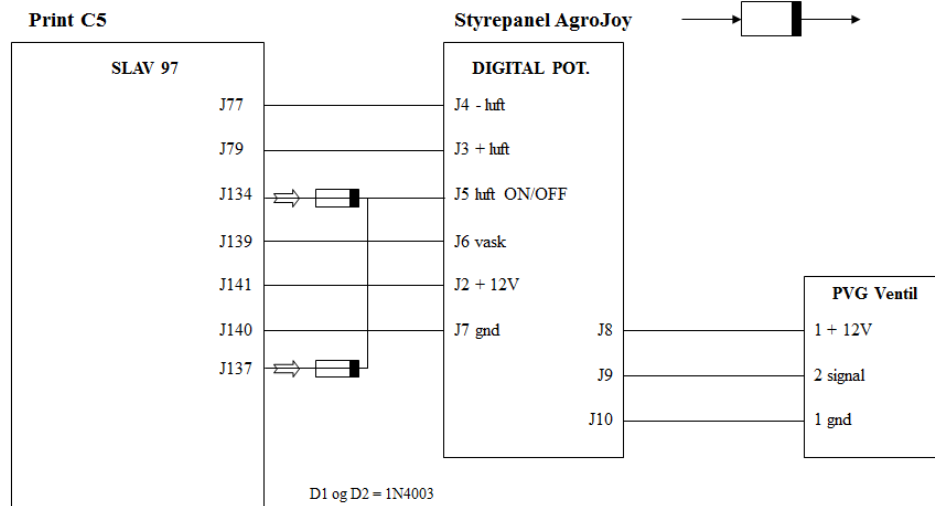 Print C5
Styrepanel AgroJoy
SLAV 97
DIGITAL POT.
J77
J4 - luft
J79
J3 + luft
J134
J5 luft ON/OFF
J139
J6 vask
J141
J2 + 12V
PVG Ventil
J140
J7 gnd
J8
1 + 12V
J137
J9
2 signal
J10
1 gnd
D1 og D2 = 1N4003